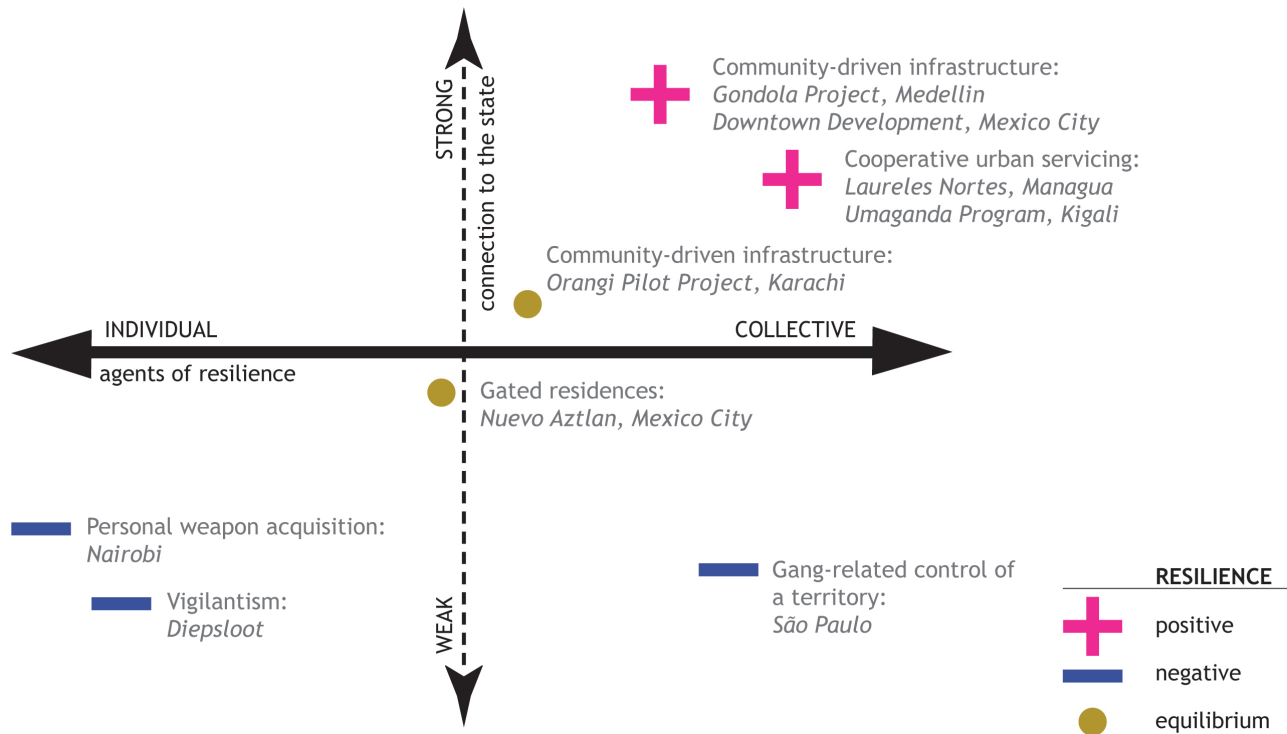 STRONG
connection to the state
Community-driven infrastructure:
Gondola Project, Medellin
Downtown Development, Mexico City
Cooperative urban servicing:
Laureles Nortes, Managua
Umaganda Program, Kigali
Community-driven infrastructure:
Orangi Pilot Project, Karachi
INDIVIDUAL
COLLECTIVE
agents of resilience
Gated residences:
Nuevo Aztlan, Mexico City
Personal weapon acquisition:
Nairobi
Vigilantism:
Diepsloot
WEAK
Gang-related control of
a territory:
São Paulo
RESILIENCE
positive
negative
equilibrium